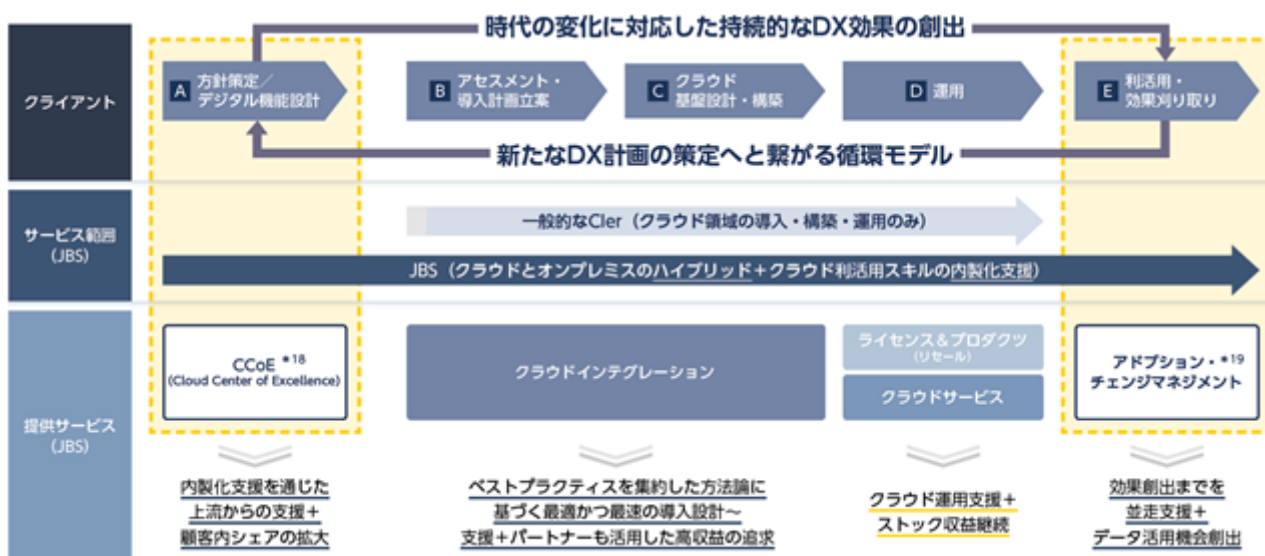 時代の変化に対応した持続的なDX効果の創出
クライアント
A 方針策定／
デジタル機能設計
B アセスメント・
導入計画立案
C クラウド
基盤設計・構築
D 運用
E 利活用・
効果刈り取り
新たなDX計画の策定へと繋がる循環モデル
サービス範囲
(JBS)
一般的なCIer（クラウド領域の導入・構築・運用のみ）
JBS（クラウドとオンプレミスのハイブリッド＋クラウド利活用スキルの内製化支援）
提供サービス
(JBS)
CCoE *18
(Cloud Center of Excellence)
クラウドインテグレーション
ライセンス＆プロダクツ
(リセール)
クラウドサービス
アドプション・*19
チェンジマネジメント
内製化支援を通じた
上流からの支援＋
顧客内シェアの拡大
ベストプラクティスを集約した方法論に
基づく最適かつ最速の導入設計～
支援＋パートナーも活用した高収益の追求
クラウド運用支援＋
ストック収益継続
効果創出までを
並走支援＋
データ活用機会創出